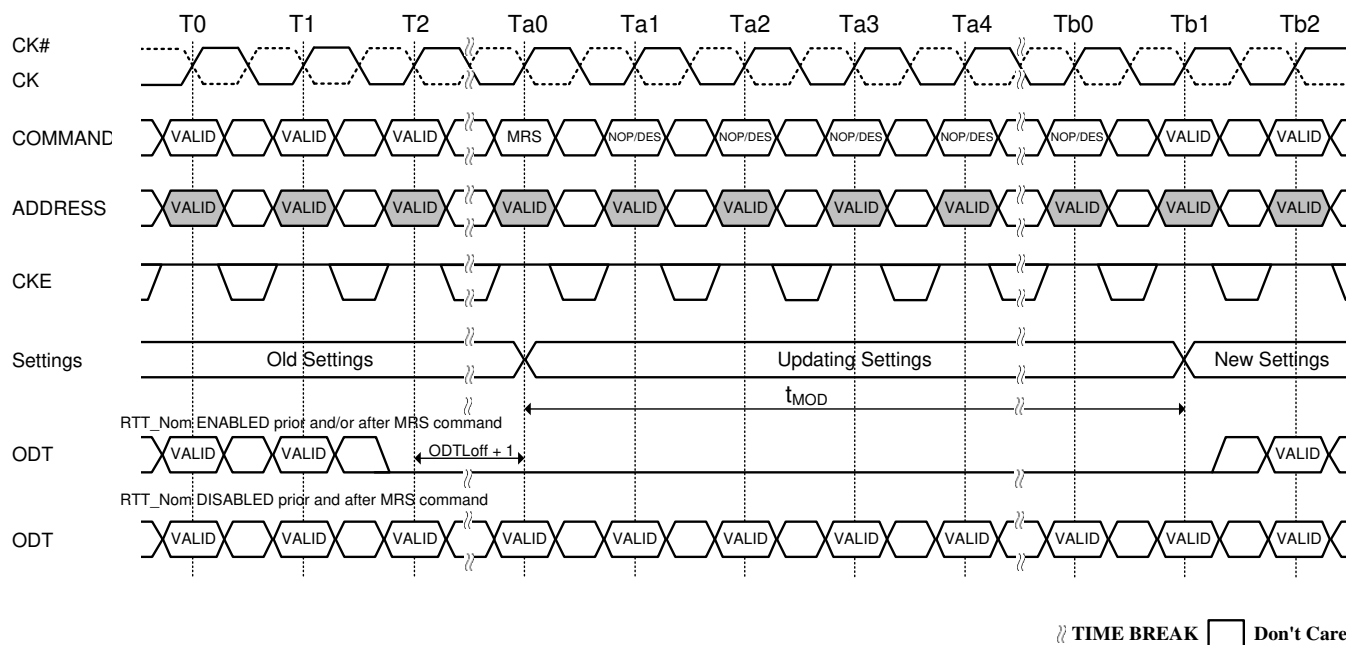 T0 T1 T2 Ta0 Ta1 Ta2 Ta3 Ta4 Tb0 Tb1 Tb2
CK#
CK
COMMAND VALID VALID VALID MRS NOP/DES NOP/DES NOP/DES NOP/DES NOP/DES VALID VALID
ADDRESS VALID VALID VALID VALID VALID VALID VALID VALID VALID VALID VALID
CKE
Settings Old Settings Updating Settings New Settings
tMOD
RTT_Nom ENABLED prior and/or after MRS command
ODT VALID VALID ODTLoff + 1 VALID
RTT_Nom DISABLED prior and after MRS command
ODT VALID VALID VALID VALID VALID VALID VALID VALID VALID VALID VALID
TIME BREAK Don't Care